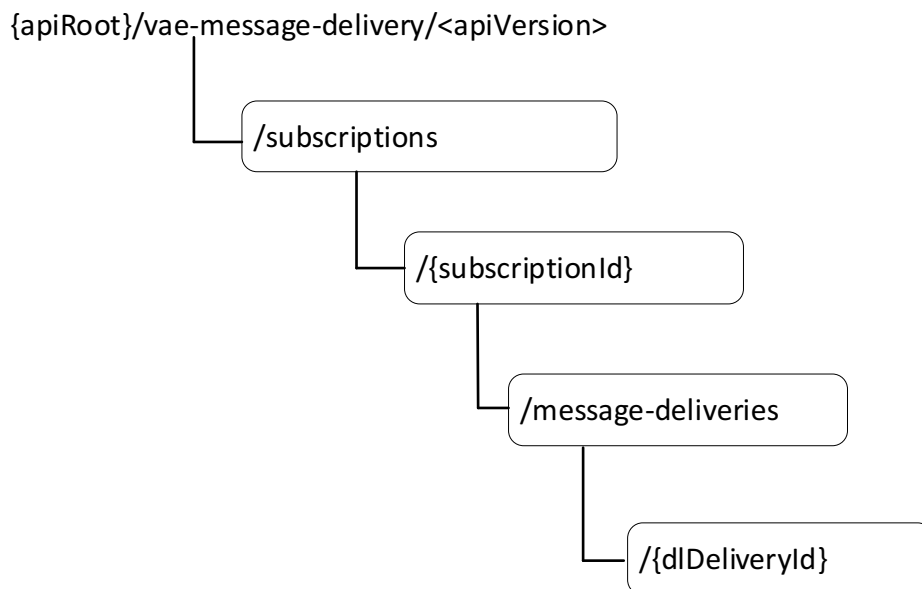 {apiRoot}/vae-message-delivery/<apiVersion>
/subscriptions
/{subscriptionId}
/message-deliveries
/{dlDeliveryId}